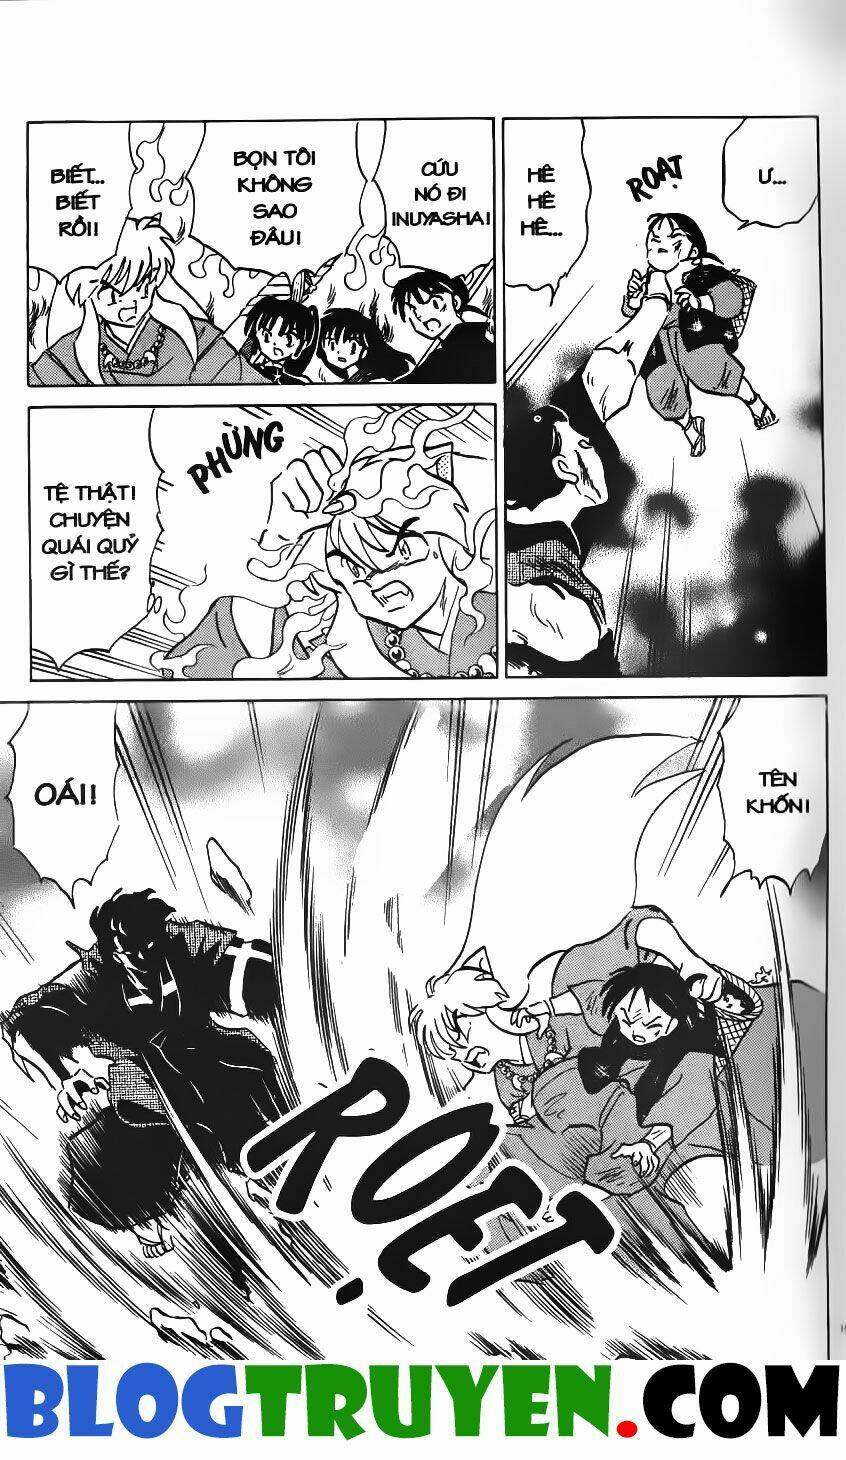 Ư...
ROẠT
HÊ
HÊ
HÊ...
CỨU
NÓ ĐI
INUYASHA!
BỌN TÔI
KHÔNG
SAO
ĐÂU!
BIẾT...
BIẾT
RỒI!
PHỪNG
TỆ THẬT!
CHUYỆN
QUÁI QUỶ
GÌ THẾ?
TÊN
KHỐN!
OÁI!
ROẸT
BLOGTRUYEN.COM